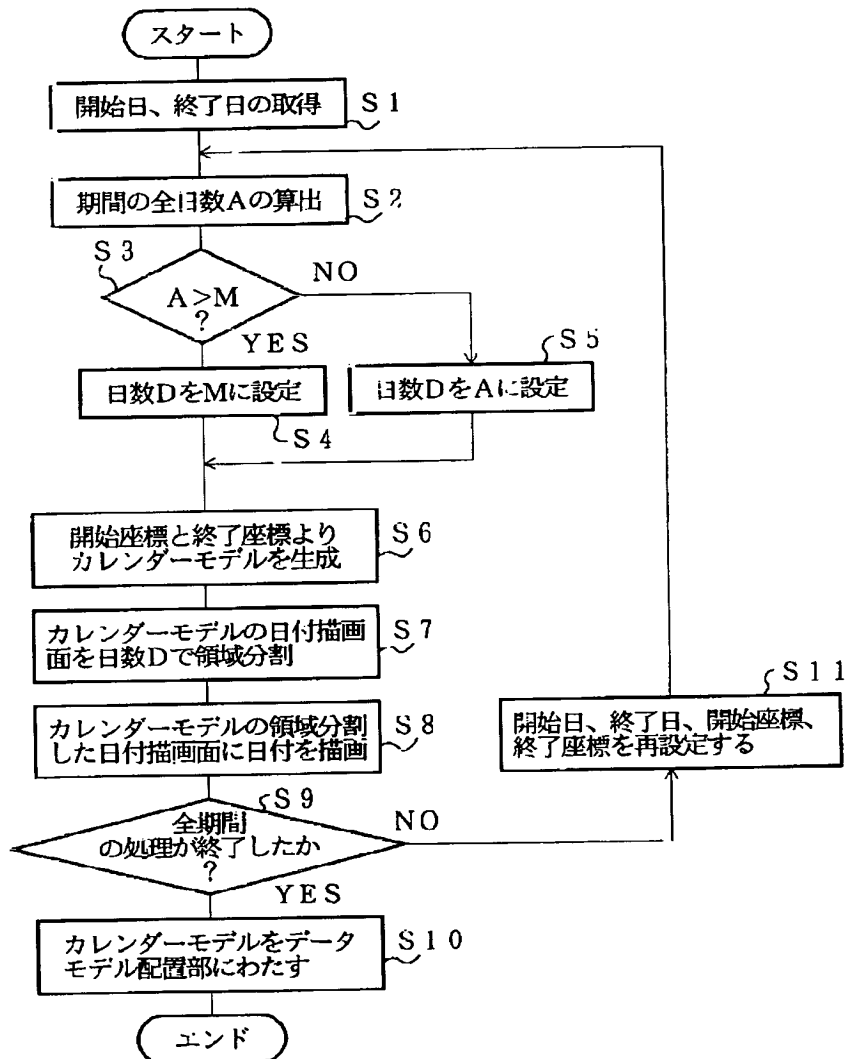 スタート
開始日、終了日の取得
S1
期間の全日数Aの算出
S2
S3
A>M
?
NO
YES
S5
日数DをMに設定
日数DをAに設定
S4
開始座標と終了座標より
カレンダーモデルを生成
S6
カレンダーモデルの日付描画
面を日数Dで領域分割
S7
カレンダーモデルの領域分割
した日付描画面に日付を描画
S8
S11
開始日、終了日、開始座標、
終了座標を再設定する
S9
全期間
の処理が終了したか
?
NO
YES
カレンダーモデルをデータ
モデル配置部にわたす
S10
エンド